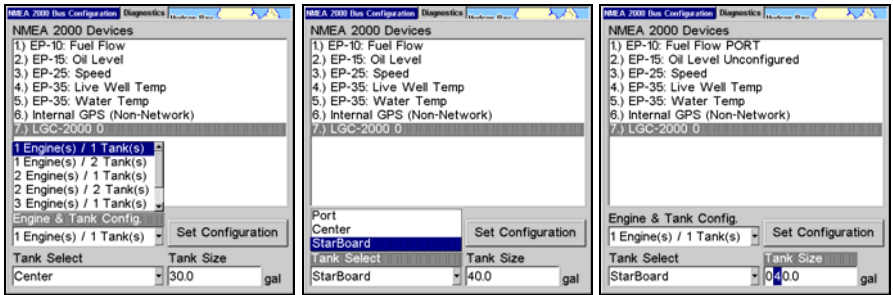 NMEA 2000 Bus Configuration Diagnostics
NMEA 2000 Devices
1.) EP-10: Fuel Flow
2.) EP-15: Oil Level
3.) EP-25: Speed
4.) EP-35: Live Well Temp
5.) EP-35: Water Temp
6.) Internal GPS (Non-Network)
7.) LGC-2000 0
1 Engine(s) / 1 Tank(s)
1 Engine(s) / 2 Tank(s)
2 Engine(s) / 1 Tank(s)
2 Engine(s) / 2 Tank(s)
3 Engine(s) / 1 Tank(s)
Engine & Tank Config.
1 Engine(s) / 1 Tank(s) Set Configuration
Tank Select Tank Size
Center 30.0 gal
NMEA 2000 Bus Configuration Diagnostics
NMEA 2000 Devices
1.) EP-10: Fuel Flow
2.) EP-15: Oil Level
3.) EP-25: Speed
4.) EP-35: Live Well Temp
5.) EP-35: Water Temp
6.) Internal GPS (Non-Network)
7.) LGC-2000 0
Port
Center
StarBoard
Set Configuration
Tank Select Tank Size
StarBoard 40.0 gal
NMEA 2000 Bus Configuration Diagnostics
NMEA 2000 Devices
1.) EP-10: Fuel Flow PORT
2.) EP-15: Oil Level Unconfigured
3.) EP-25: Speed
4.) EP-35: Live Well Temp
5.) EP-35: Water Temp
6.) Internal GPS (Non-Network)
7.) LGC-2000 0
Engine & Tank Config.
1 Engine(s) / 1 Tank(s) Set Configuration
Tank Select Tank Size
StarBoard 040.0 gal